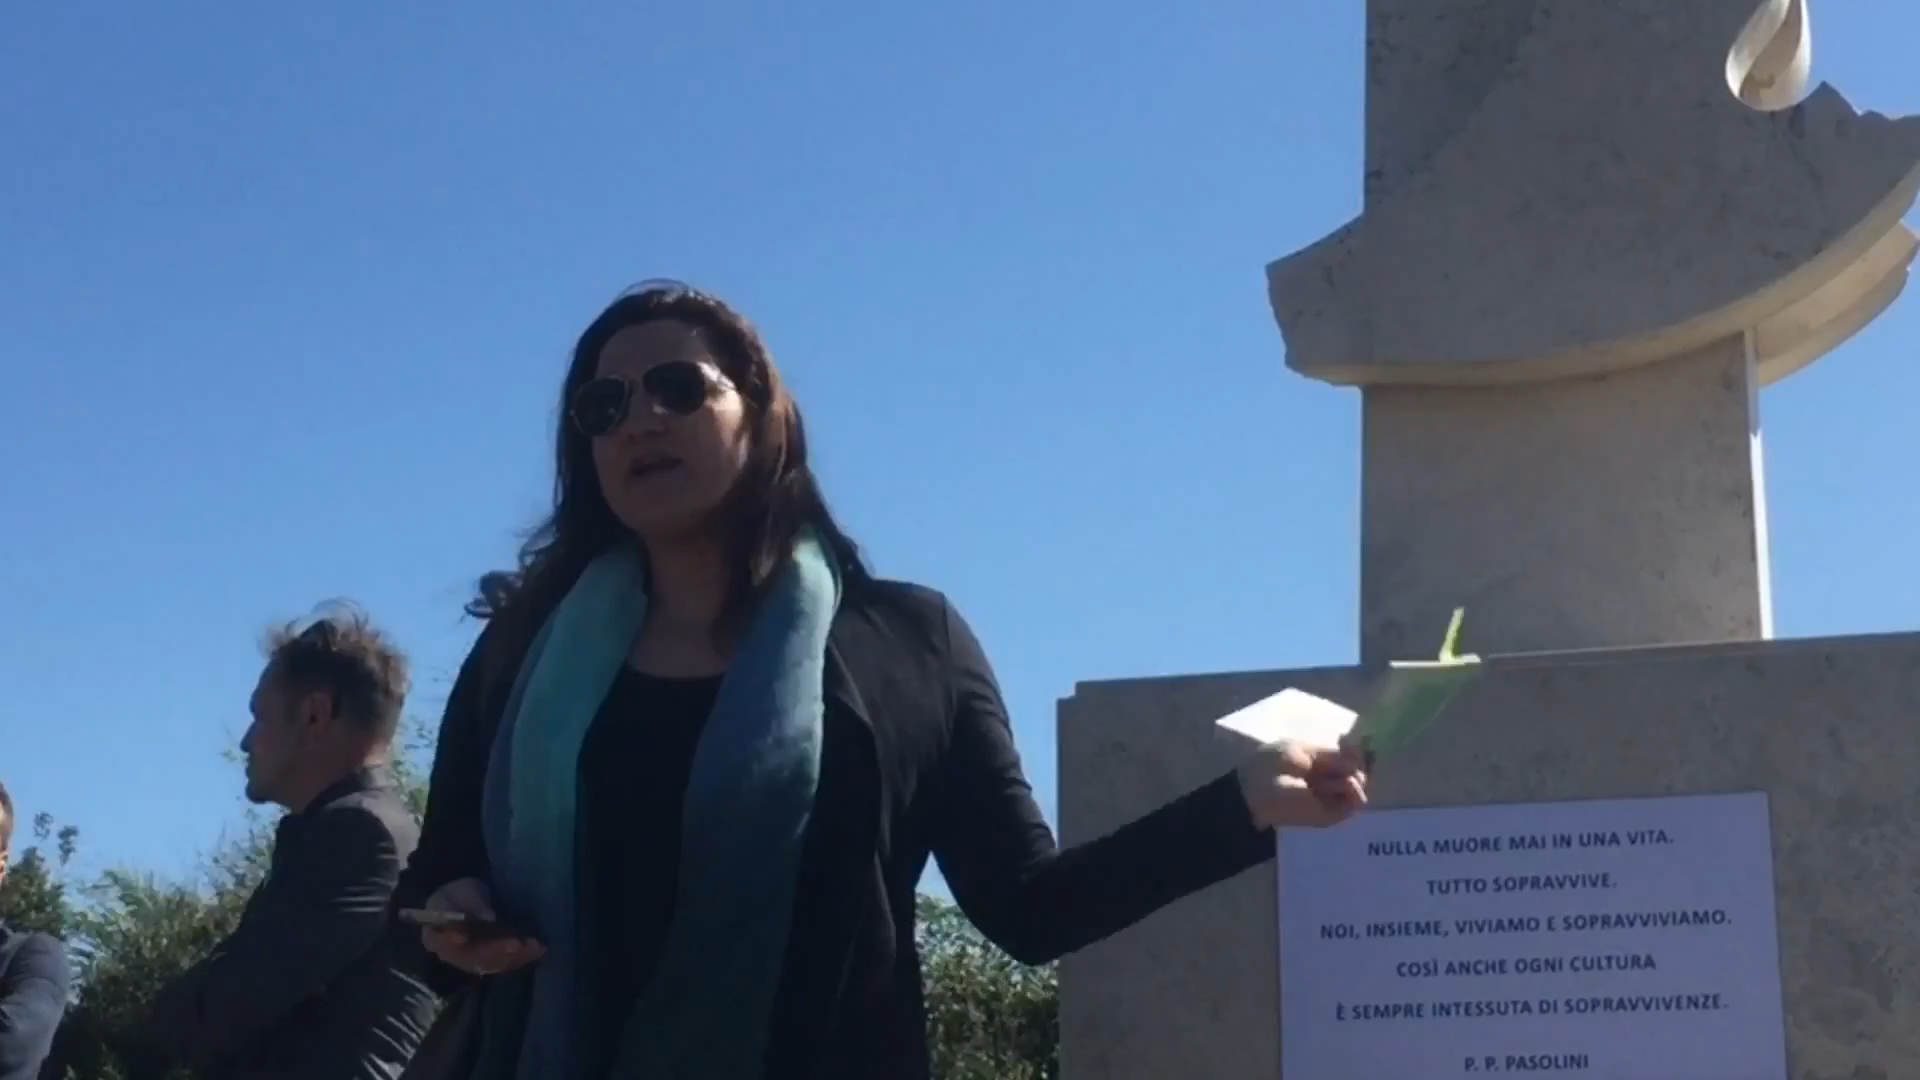 NULLA MUORE MAI IN UNA VITA.
TUTTO SOPRAVVIVE.
NOI, INSIEME, VIVIAMO E SOPRAVVIVIAMO.
COSÌ ANCHE OGNI CULTURA
È SEMPRE INTESSUTA DI SOPRAVVIVENZE.
P. P. PASOLINI